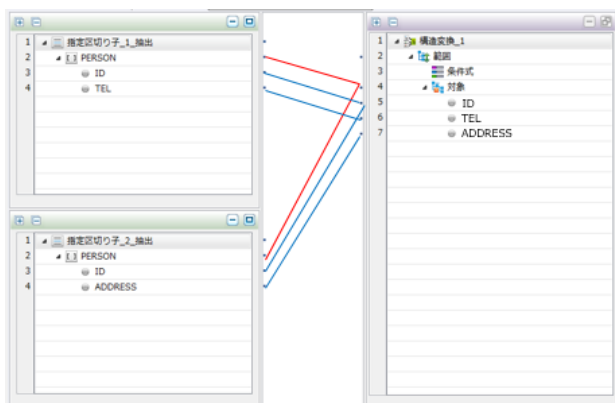 1 指定区切り子_1_抽出
2 [ ] PERSON
3 ID
4 TEL
1 指定区切り子_2_抽出
2 [ ] PERSON
3 ID
4 ADDRESS
1 構造変換_1
2 範囲
3 条件式
4 対象
5 ID
6 TEL
7 ADDRESS